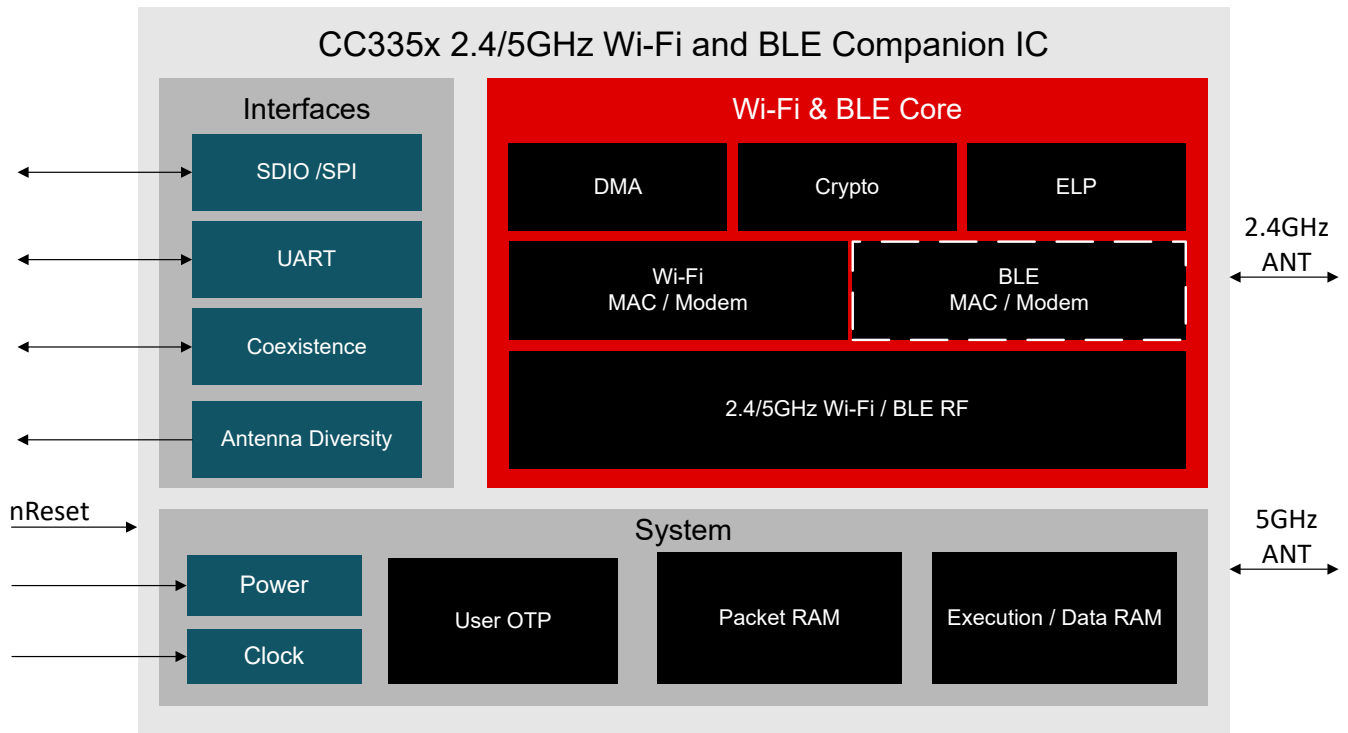 CC335x 2.4/5GHz Wi-Fi and BLE Companion IC
Interfaces
SDIO /SPI
UART
Coexistence
Antenna Diversity
Wi-Fi & BLE Core
DMA
Crypto
ELP
Wi-Fi
MAC / Modem
BLE
MAC / Modem
2.4/5GHz Wi-Fi / BLE RF
2.4GHz
ANT
nReset
System
Power
Clock
User OTP
Packet RAM
Execution / Data RAM
5GHz
ANT